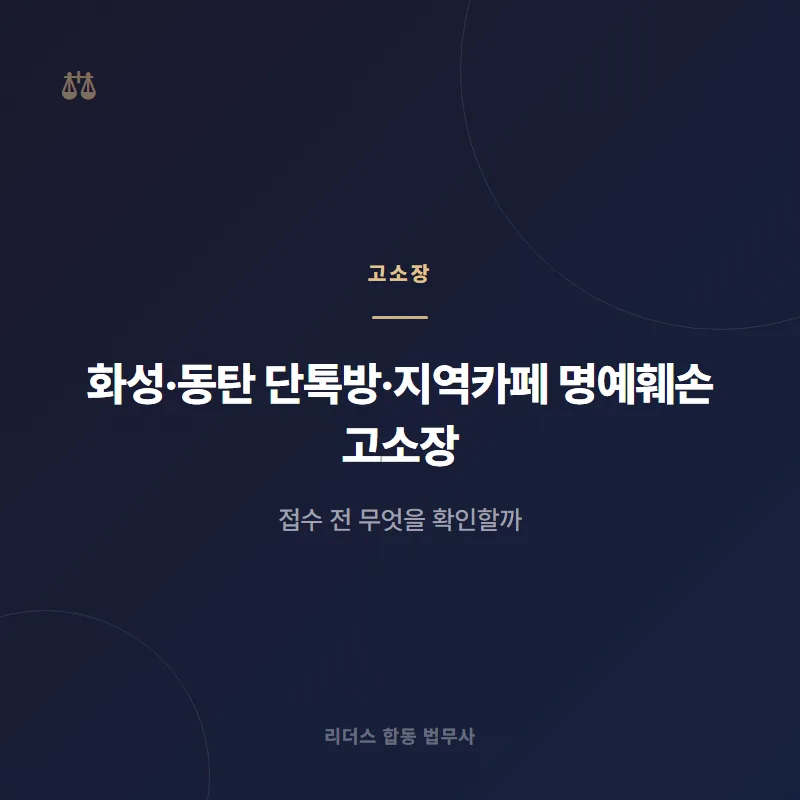 고소장
화성·동탄 단톡방·지역카페 명예훼손
고소장
접수 전 무엇을 확인할까
리더스 합동 법무사